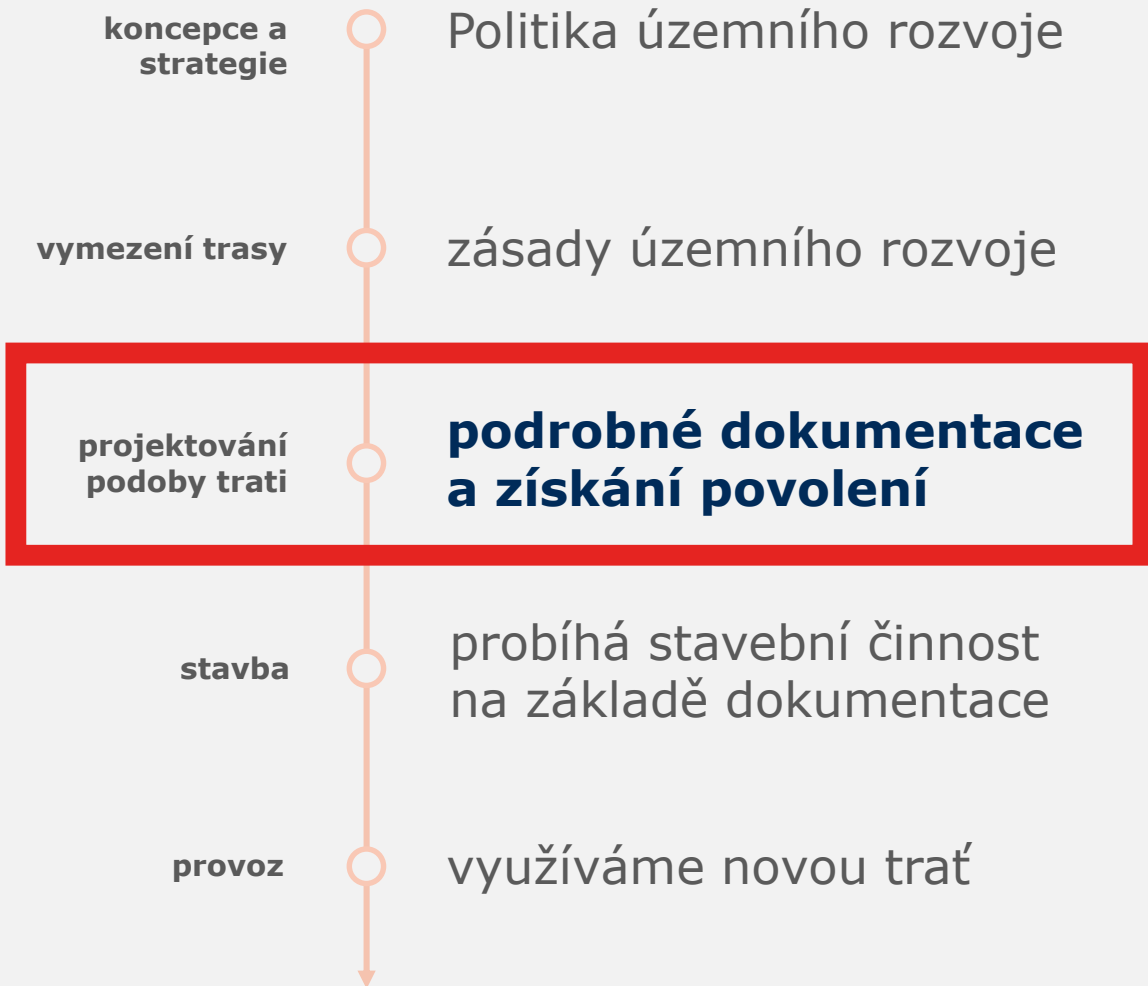 koncepce a
strategie
Politika územního rozvoje
vymezení trasy
zásady územního rozvoje
projektování
podoby trati
podrobné dokumentace
a získání povolení
stavba
probíhá stavební činnost
na základě dokumentace
provoz
využíváme novou trať